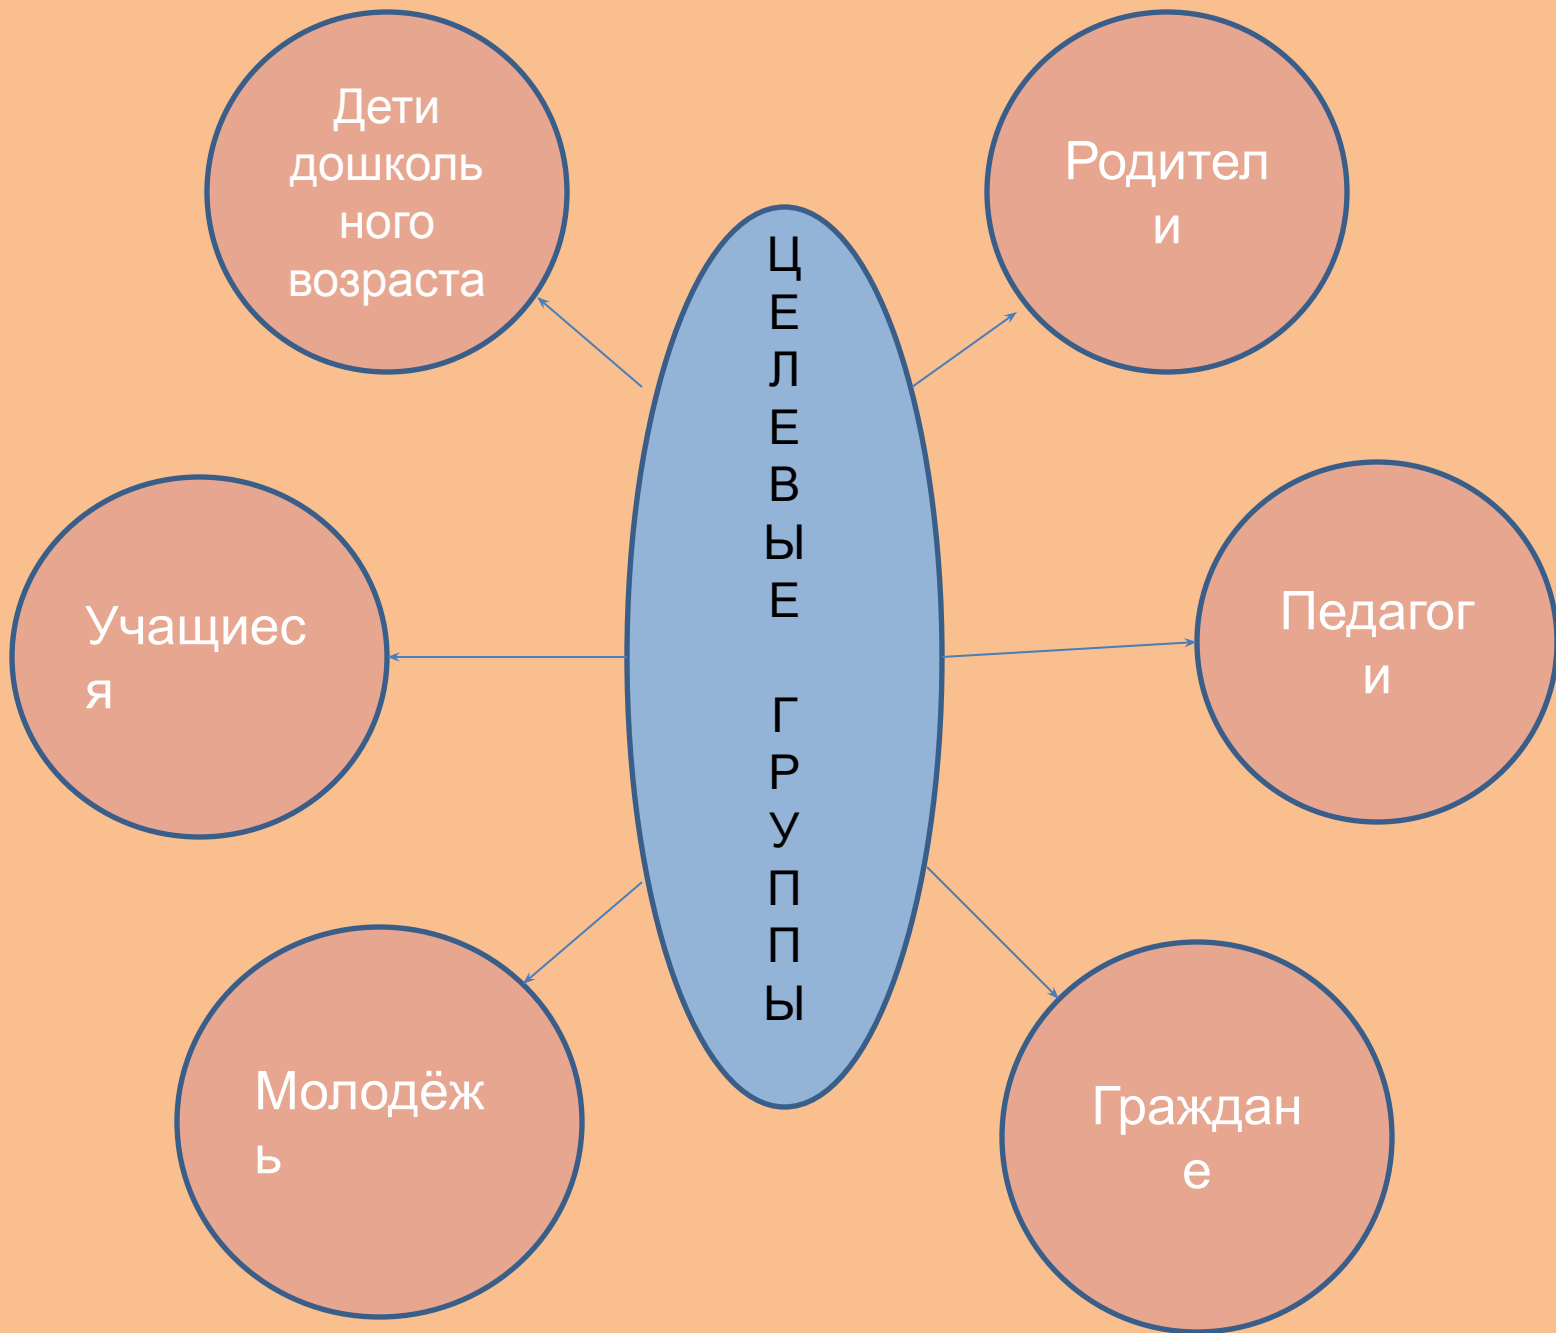 Дети
дошколь
ного
возраста
Родител
и
Ц
Е
Л
Е
В
Ы
Е
Г
Р
У
П
П
Ы
Учащиес
я
Педагог
и
Молодёж
ь
Граждан
е